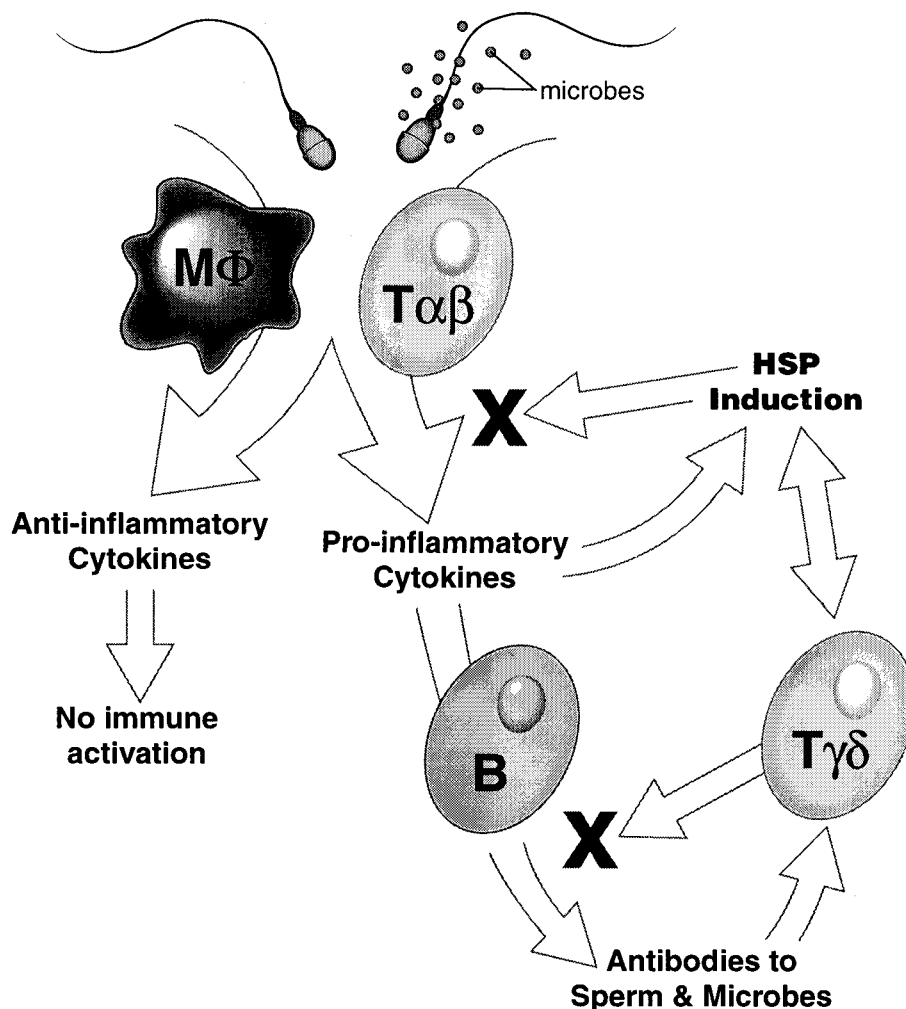 microbes
MΦ
Tαβ
HSP
Induction
X
Anti-inflammatory
Cytokines
Pro-inflammatory
Cytokines
No immune
activation
B
Tγδ
X
Antibodies to
Sperm & Microbes